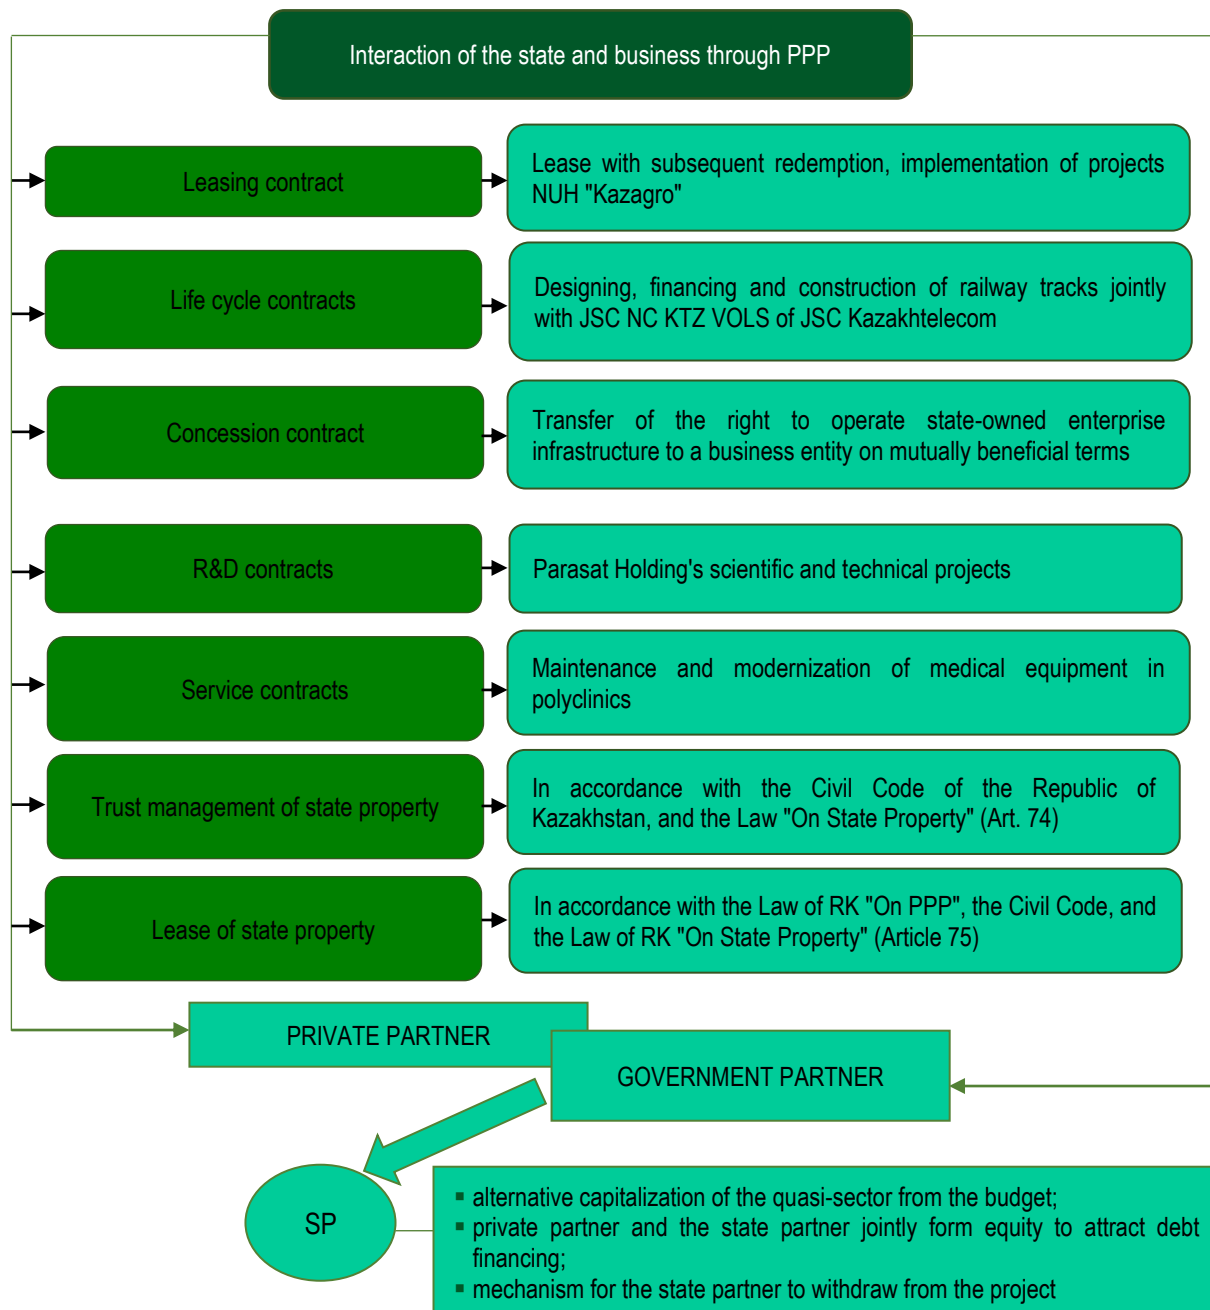 Interaction of the state and business through PPP
Leasing contract
Lease with subsequent redemption, implementation of projects
NUH "Kazagro"
Life cycle contracts
Designing, financing and construction of railway tracks jointly
with JSC NC KTZ VOLS of JSC Kazakhtelecom
Concession contract
Transfer of the right to operate state-owned enterprise
infrastructure to a business entity on mutually beneficial terms
R&D contracts
Parasat Holding's scientific and technical projects
Service contracts
Maintenance and modernization of medical equipment in
polyclinics
Trust management of state property
In accordance with the Civil Code of the Republic of
Kazakhstan, and the Law "On State Property" (Art. 74)
Lease of state property
In accordance with the Law of RK "On PPP", the Civil Code, and
the Law of RK "On State Property" (Article 75)
PRIVATE PARTNER
GOVERNMENT PARTNER
SP
▪ alternative capitalization of the quasi-sector from the budget;
▪ private partner and the state partner jointly form equity to attract debt
financing;
▪ mechanism for the state partner to withdraw from the project